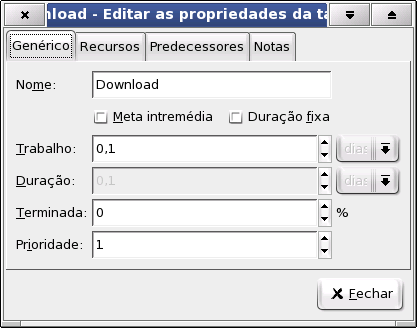 nload - Editar as propriedades da ta
Genérico Recursos Predecessores Notas
Nome: Download
Meta intremédia Duração fixa
Trabalho: 0,1 dias
Duração: 0,1 dias
Terminada: 0 %
Prioridade: 1
Fechar